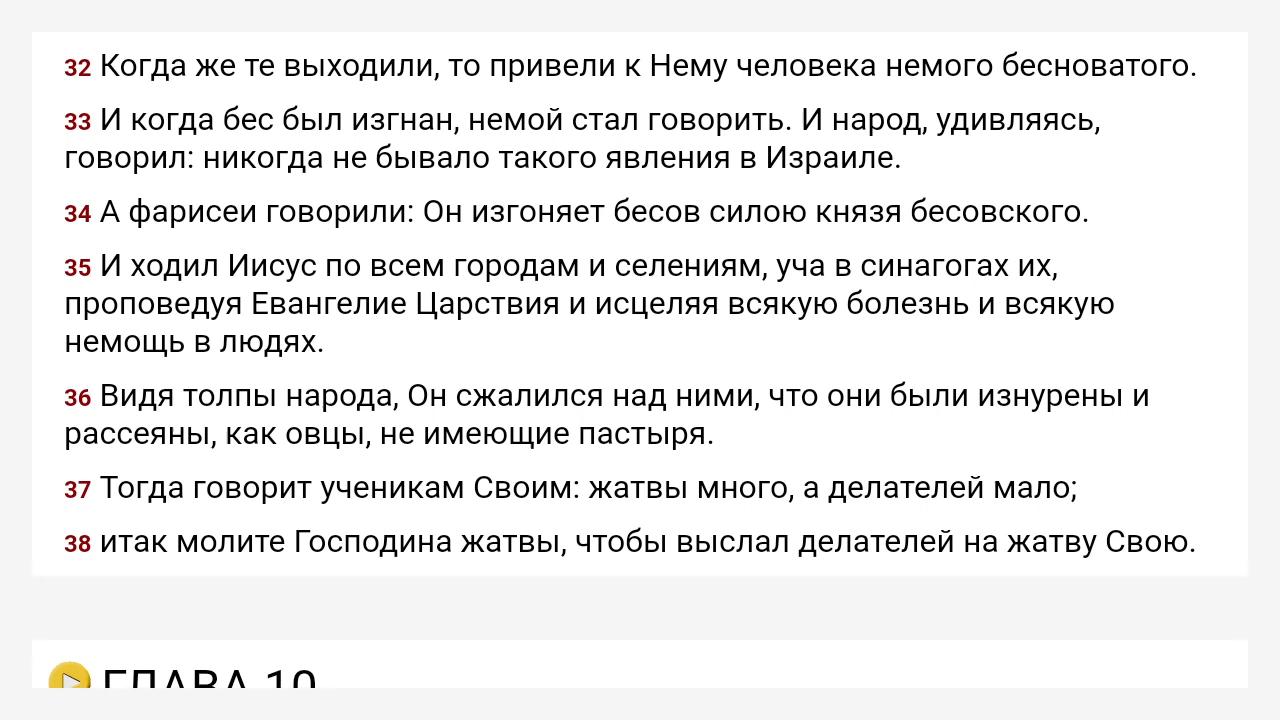 32 Когда же те выходили, то привели к Нему человека немого бесноватого.
33 И когда бес был изгнан, немой стал говорить. И народ, удивляясь,
говорил: никогда не бывало такого явления в Израиле.
34 А фарисеи говорили: Он изгоняет бесов силою князя бесовского.
35 И ходил Иисус по всем городам и селениям, уча в синагогах их,
проповедуя Евангелие Царствия и исцеляя всякую болезнь и всякую
немощь в людях.
36 Видя толпы народа, Он сжалился над ними, что они были изнурены и
рассеяны, как овцы, не имеющие пастыря.
37 Тогда говорит ученикам Своим: жатвы много, а делателей мало;
38 итак молите Господина жатвы, чтобы выслал делателей на жатву Свою.
ГЛАВА 10